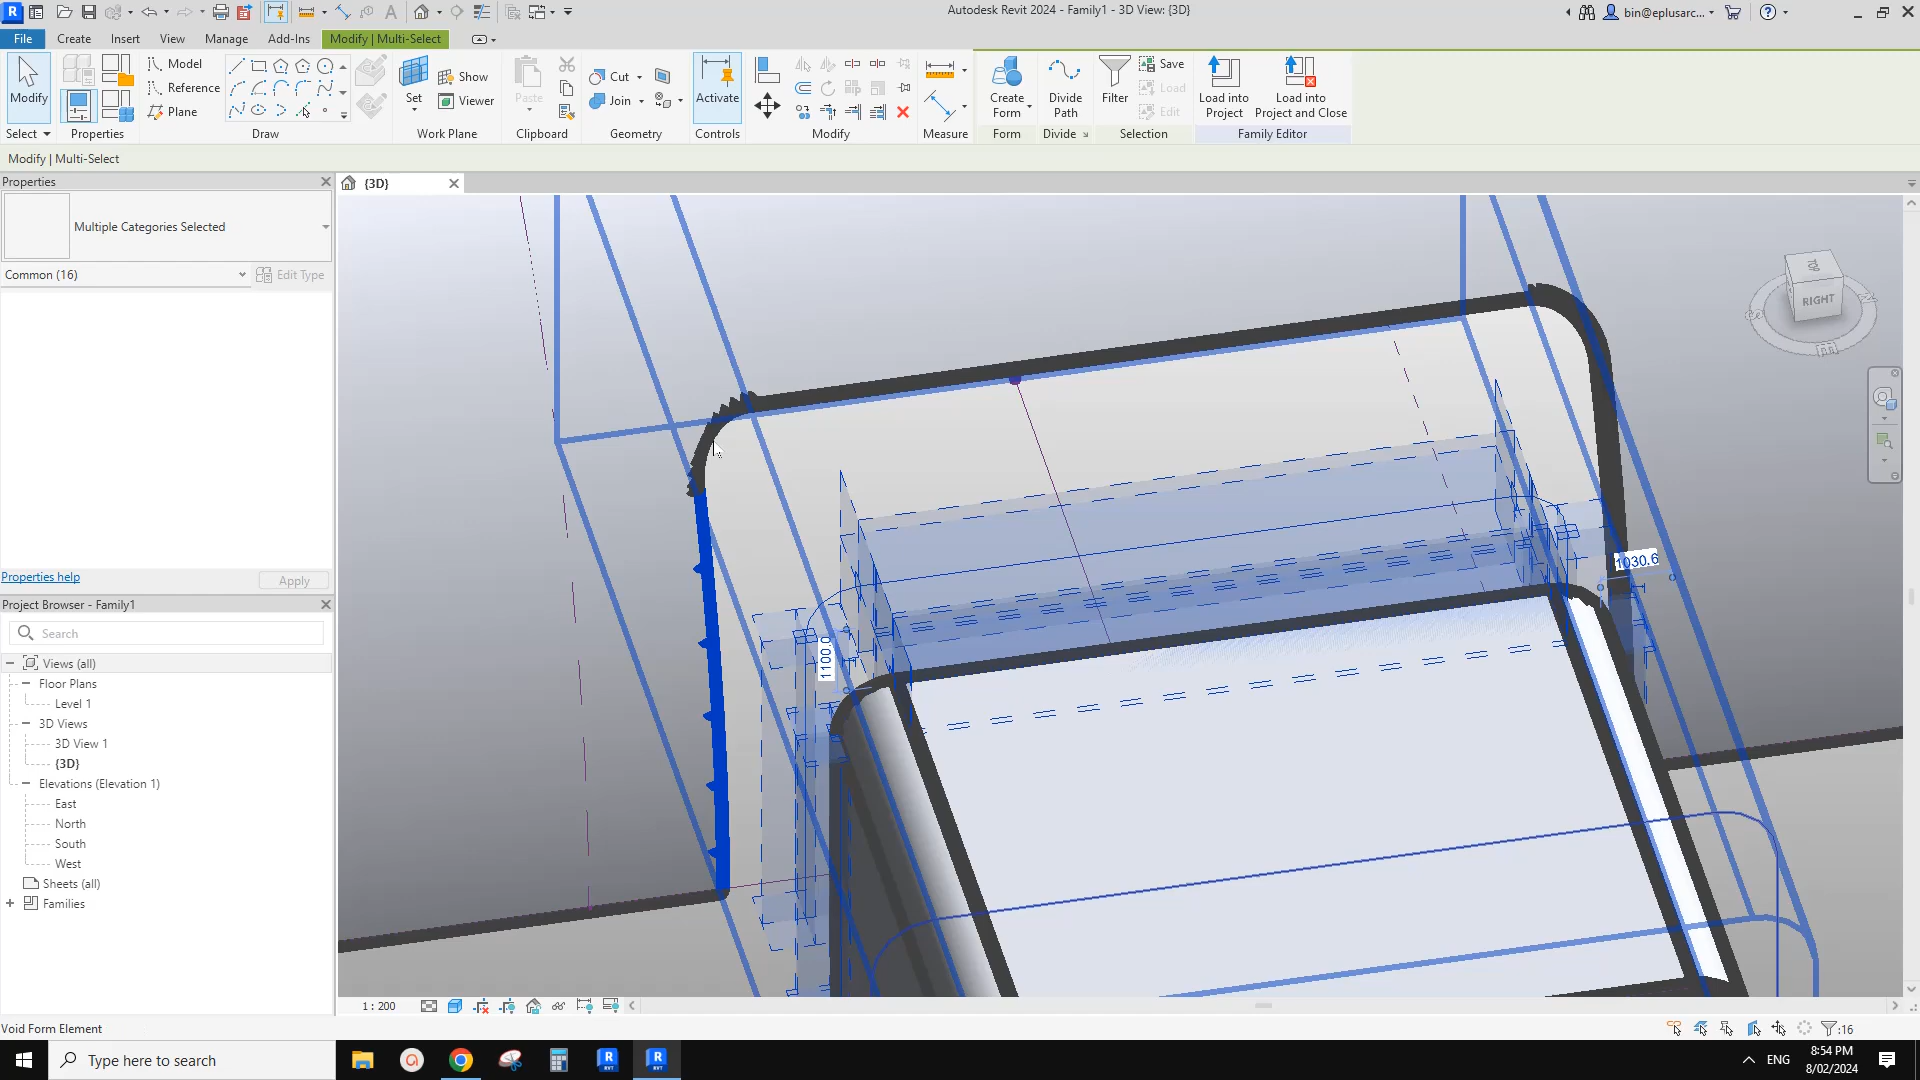 Autodesk Revit 2024 - Family1 - 3D View: {3D}
bin@eplusarc...
File
Create
Insert
View
Manage
Add-Ins
Modify | Multi-Select
Modify
Model
Reference
Plane
Set
Show
Viewer
Paste
Cut
Join
Activate
Create
Form
Divide
Path
Filter
Save
Load
Edit
Load into
Project
Load into
Project and Close
Select
Properties
Draw
Work Plane
Clipboard
Geometry
Controls
Modify
Measure
Form
Divide
Selection
Family Editor
Modify | Multi-Select
Properties
Multiple Categories Selected
Common (16)
Edit Type
Properties help
Apply
Project Browser - Family1
Search
Views (all)
Floor Plans
Level 1
3D Views
3D View 1
{3D}
Elevations (Elevation 1)
East
North
South
West
Sheets (all)
Families
{3D}
TOP
RIGHT
1030.6
1100.0
1 : 200
Void Form Element
:16
Type here to search
ENG
8:54 PM
8/02/2024